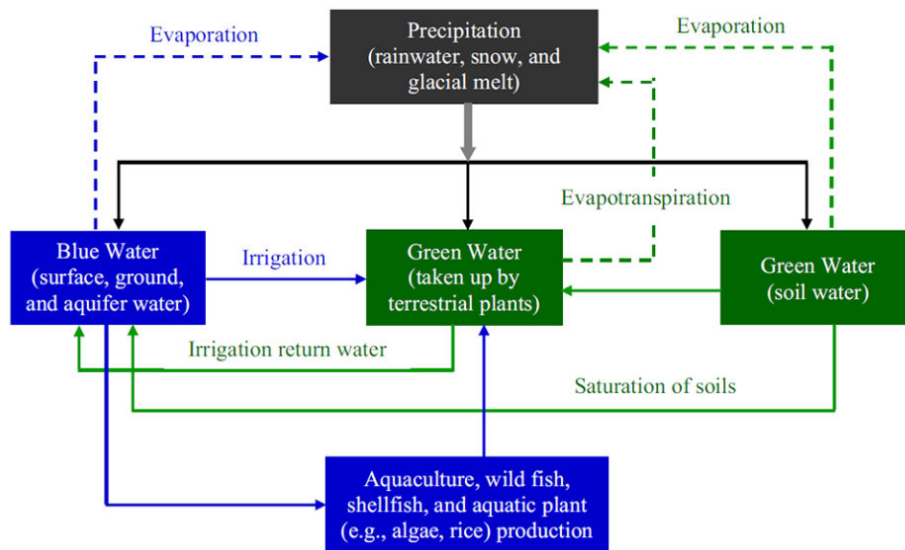 Evaporation
Precipitation
(rainwater, snow, and
glacial melt)
Evaporation
Evapotranspiration
Blue Water
(surface, ground,
and aquifer water)
Irrigation
Green Water
(taken up by
terrestrial plants)
Green Water
(soil water)
Irrigation return water
Saturation of soils
Aquaculture, wild fish,
shellfish, and aquatic plant
(e.g., algae, rice) production